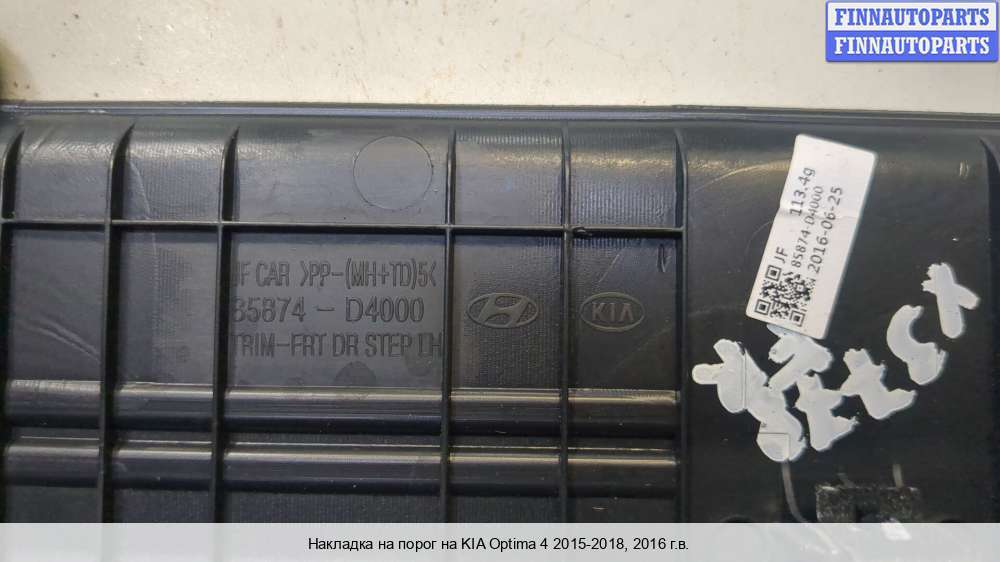 FINNAUTOPARTS
FINNAUTOPARTS
JF 113.4g
85874-D4000
2016-06-25
JF CAR >PP-(MH+TD)5<
85874 - D4000
TRIM-FRT DR STEP LH
KIA
Накладка на порог на KIA Optima 4 2015-2018, 2016 г.в.